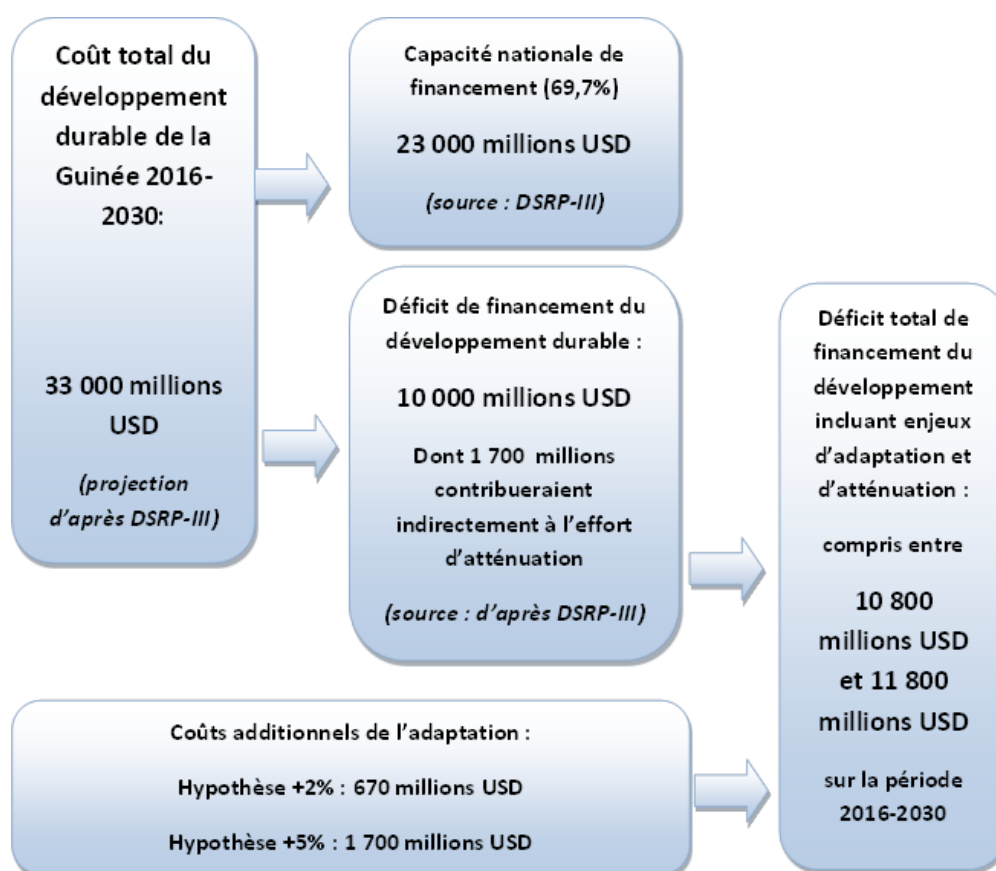 Coût total du
développement
durable de la
Guinée 2016-
2030:
33 000 millions
USD
(projection
d'après DSRP-III)
Capacité nationale de
financement (69,7%)
23 000 millions USD
(source : DSRP-III)
Déficit de financement du
développement durable :
10 000 millions USD
Dont 1 700 millions
contribueraient
indirectement à l'effort
d'atténuation
(source : d'après DSRP-III)
Coûts additionnels de l'adaptation :
Hypothèse +2% : 670 millions USD
Hypothèse +5% : 1 700 millions USD
Déficit total de
financement du
développement
incluant enjeux
d'adaptation et
d'atténuation :
compris entre
10 800
millions USD
et 11 800
millions USD
sur la période
2016-2030